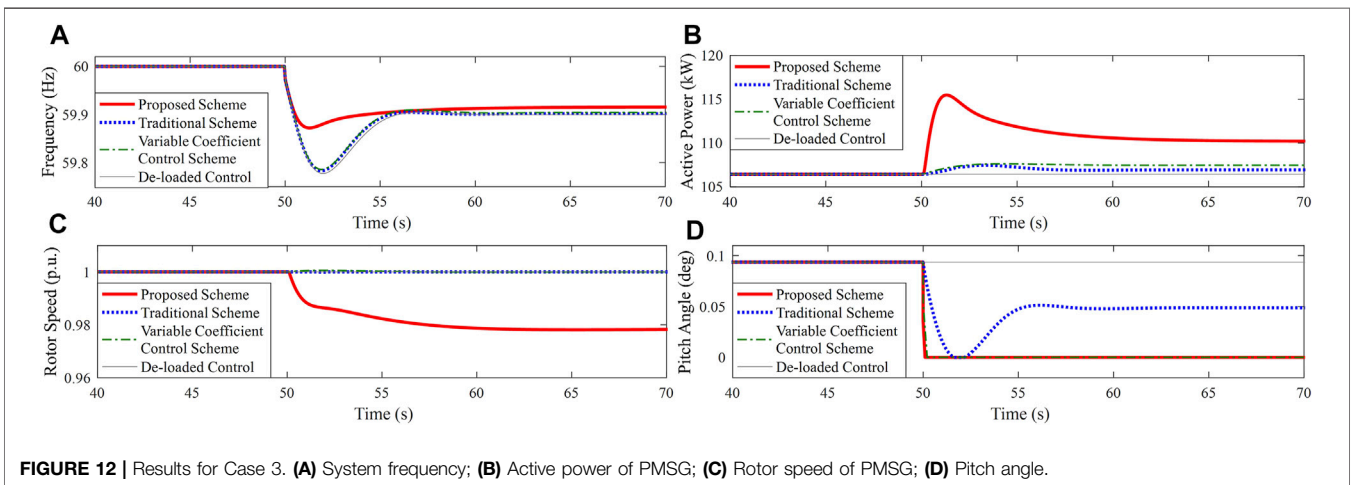 A
60
59.9
59.8
Frequency (Hz)
Proposed Scheme
Traditional Scheme
Variable Coefficient
Control Scheme
De-loaded Control
40 45 50 55 60 65 70
Time (s)
B
120
115
110
105
Active Power (kW)
Proposed Scheme
Traditional Scheme
Variable Coefficient
Control Scheme
De-loaded Control
40 45 50 55 60 65 70
Time (s)
C
1
0.98
0.96
Rotor Speed (p.u.)
Proposed Scheme
Traditional Scheme
Variable Coefficient
Control Scheme
De-loaded Control
40 45 50 55 60 65 70
Time (s)
D
0.1
0.05
0
Pitch Angle (deg)
Proposed Scheme
Traditional Scheme
Variable Coefficient
Control Scheme
De-loaded Control
40 45 50 55 60 65 70
Time (s)
FIGURE 12 | Results for Case 3. (A) System frequency; (B) Active power of PMSG; (C) Rotor speed of PMSG; (D) Pitch angle.